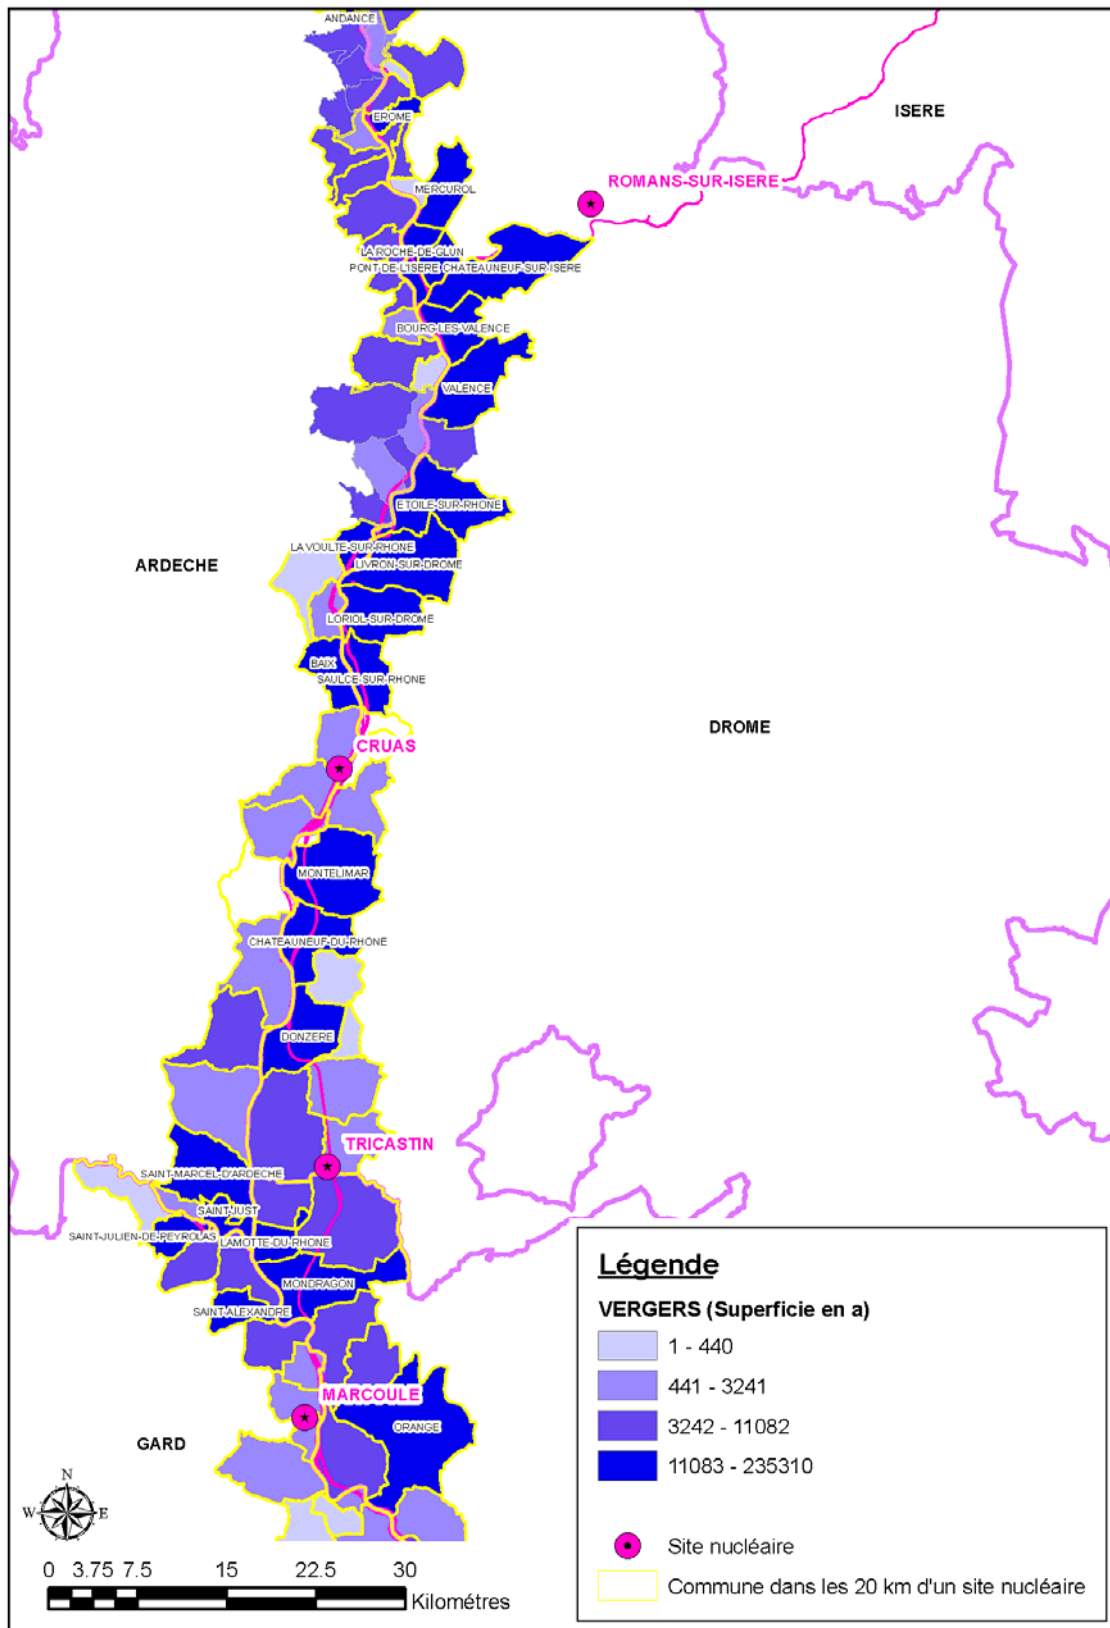 ANDANCE
ISERE
EROME
ROMANS-SUR-ISERE
MERCUROL
LA ROCHE-DE-GLUN
PONT-DE-L'ISERE CHATEAUNEUF-SUR-ISERE
BOURG-LES-VALENCE
VALENCE
ETOILE-SUR-RHONE
LA VOULTE-SUR-RHONE
ARDECHE
LIVRON-SUR-DROME
LORIOL-SUR-DROME
BAIX
SAULCE-SUR-RHONE
DROME
CRUAS
MONTELIMAR
CHATEAUNEUF-DU-RHONE
DONZERE
TRICASTIN
SAINT-MARCEL-D'ARDECHE
SAINT-JUST
SAINT-JULIEN-DE-PEYROLAS
LAMOTTE-DU-RHONE
MONDRAGON
SAINT-ALEXANDRE
MARCOULE
ORANGE
GARD
Légende
VERGERS (Superficie en a)
1 - 440
441 - 3241
3242 - 11082
11083 - 235310
Site nucléaire
Commune dans les 20 km d'un site nucléaire
N
W E
S
0 3.75 7.5 15 22.5 30
Kilométres